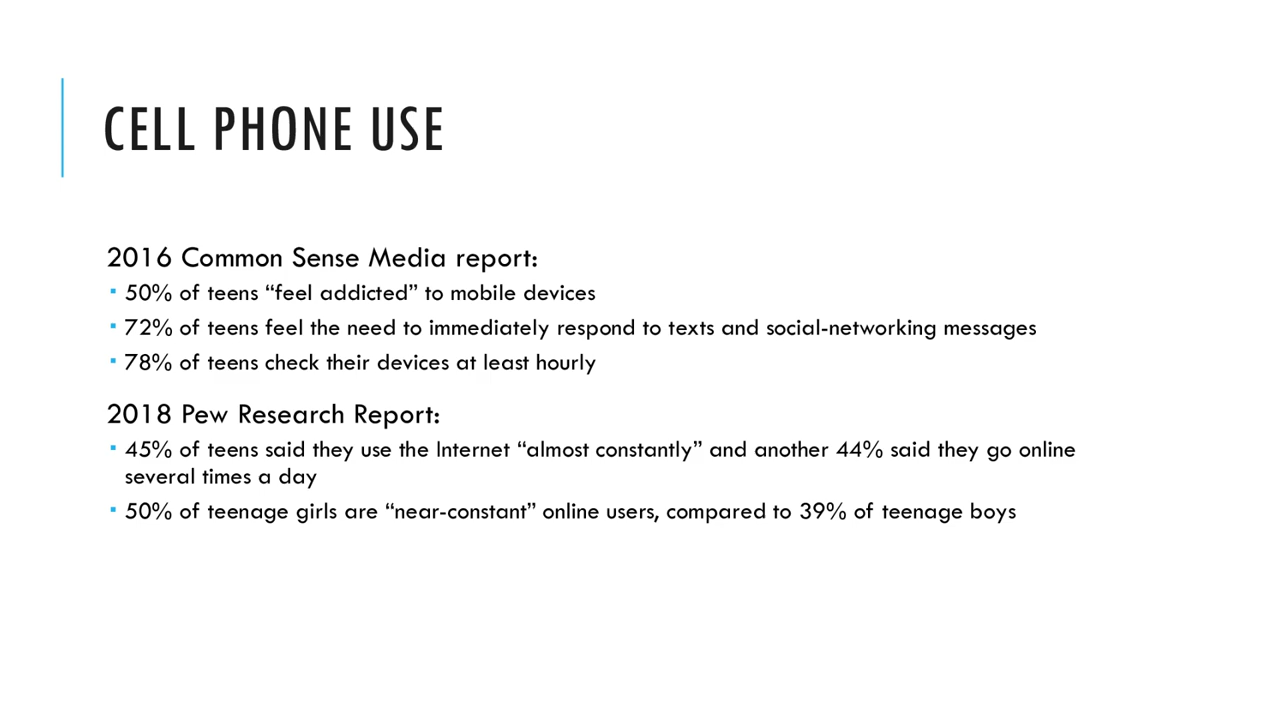 CELL PHONE USE
2016 Common Sense Media report:
▪ 50% of teens “feel addicted” to mobile devices
▪ 72% of teens feel the need to immediately respond to texts and social-networking messages
▪ 78% of teens check their devices at least hourly
2018 Pew Research Report:
▪ 45% of teens said they use the Internet “almost constantly” and another 44% said they go online
several times a day
▪ 50% of teenage girls are “near-constant” online users, compared to 39% of teenage boys